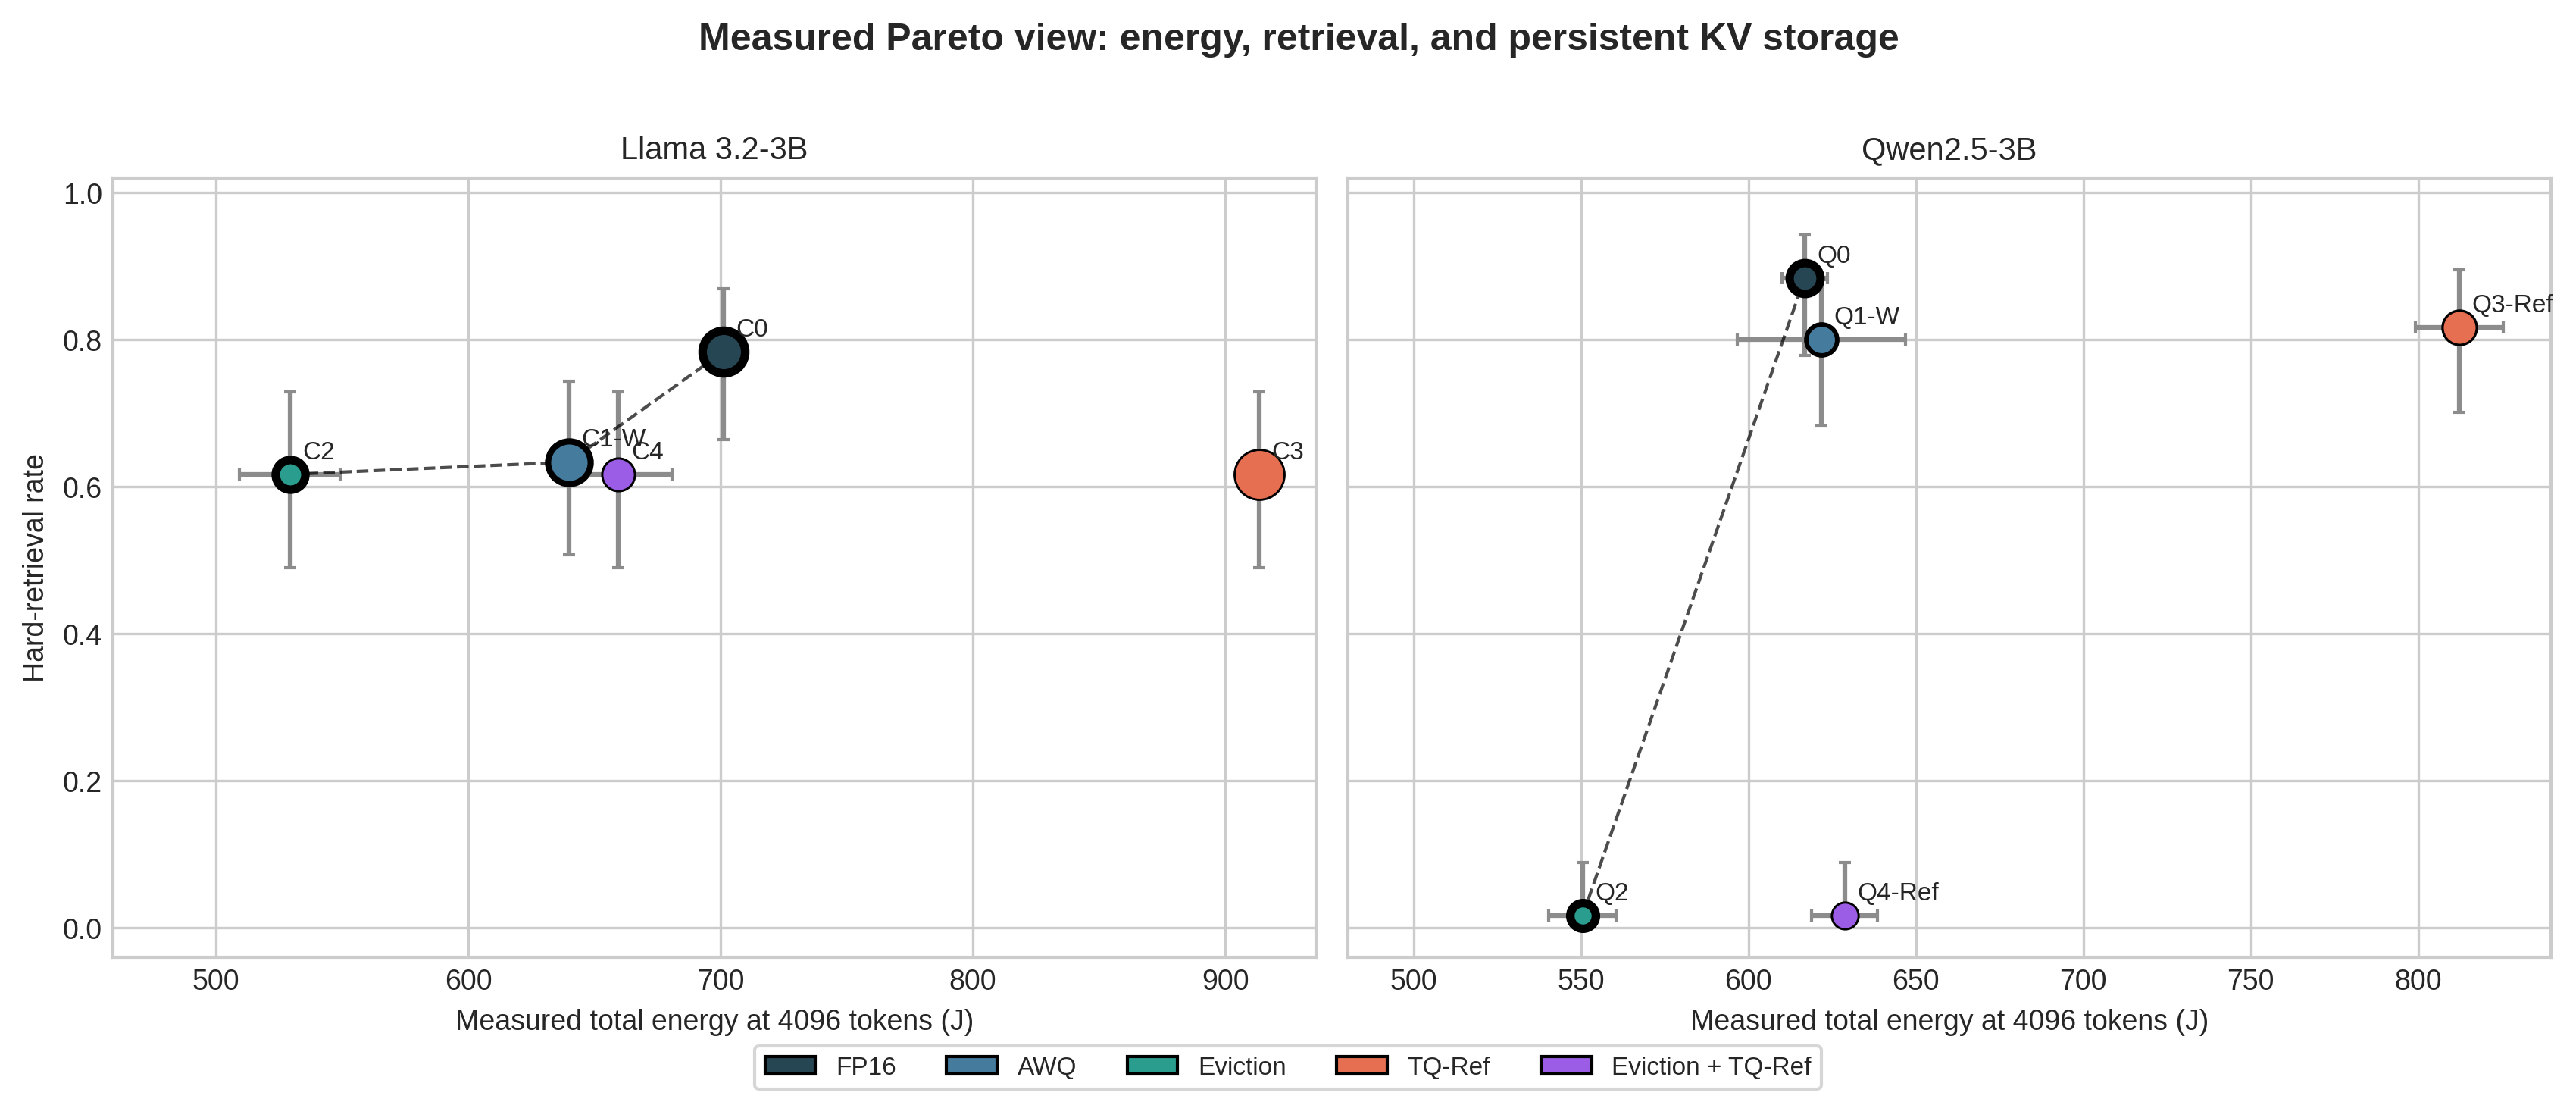 Measured Pareto view: energy, retrieval, and persistent KV storage
Llama 3.2-3B
Hard-retrieval rate
1.0
0.8
0.6
0.4
0.2
0.0
C0
C1-W
C4
C2
C3
500 600 700 800 900
Measured total energy at 4096 tokens (J)
Qwen2.5-3B
Q0
Q1-W
Q3-Ref
Q2
Q4-Ref
500 550 600 650 700 750 800
Measured total energy at 4096 tokens (J)
FP16 AWQ Eviction TQ-Ref Eviction + TQ-Ref